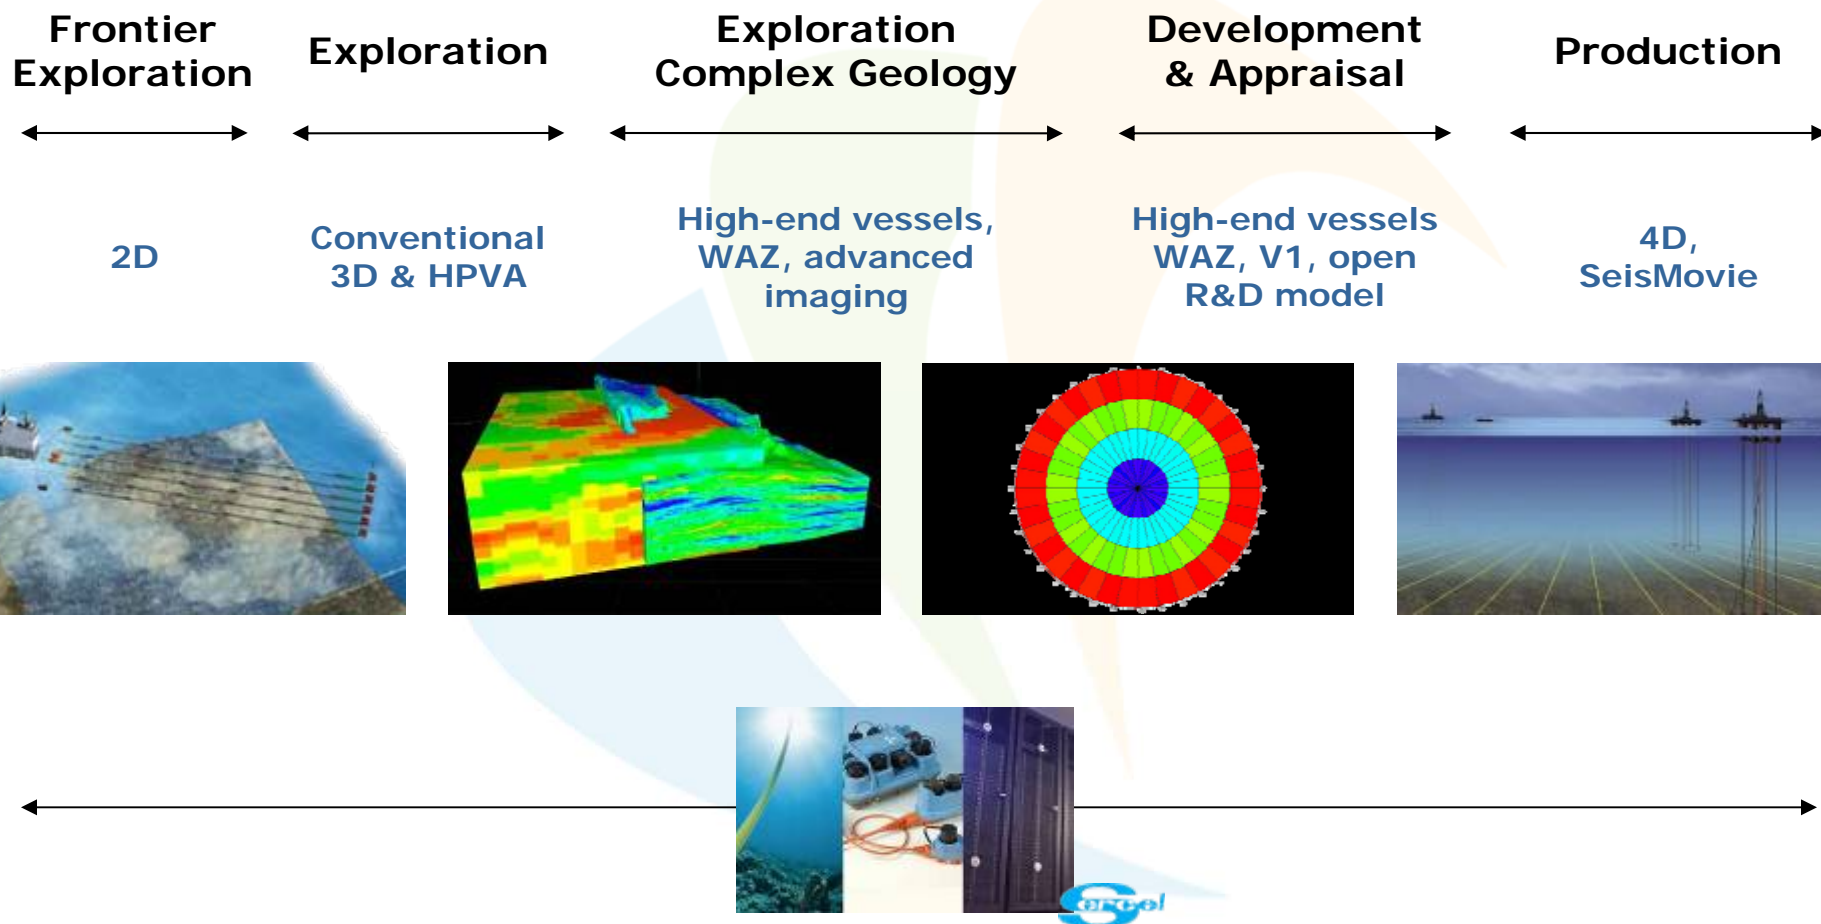 Frontier
Exploration
Exploration
Exploration
Complex Geology
Development
& Appraisal
Production
2D
Conventional
3D & HPVA
High-end vessels,
WAZ, advanced
imaging
High-end vessels
WAZ, V1, open
R&D model
4D,
SeisMovie
Sercel